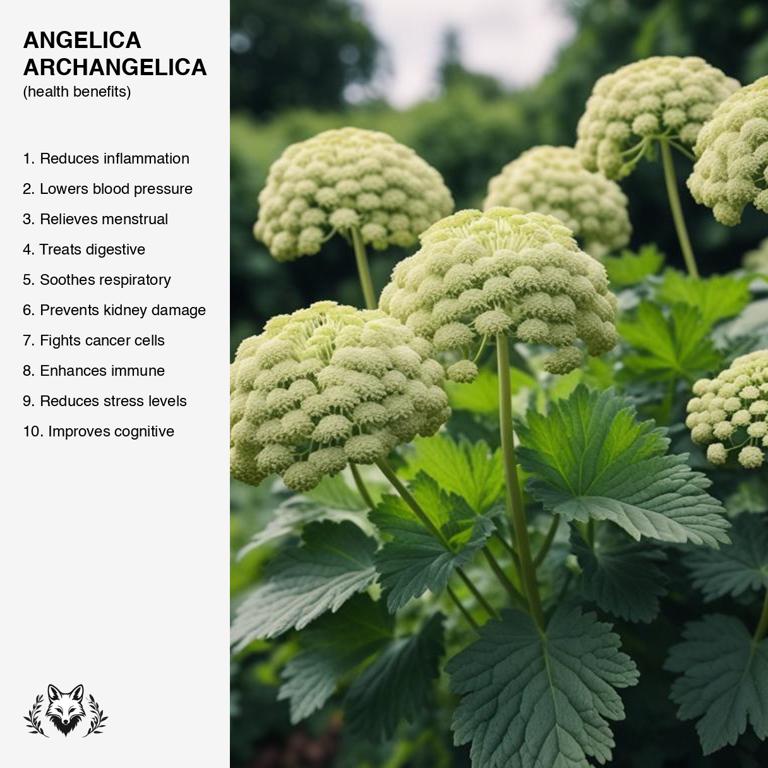 ANGELICA
ARCHANGELICA
(health benefits)
1. Reduces inflammation
2. Lowers blood pressure
3. Relieves menstrual
4. Treats digestive
5. Soothes respiratory
6. Prevents kidney damage
7. Fights cancer cells
8. Enhances immune
9. Reduces stress levels
10. Improves cognitive